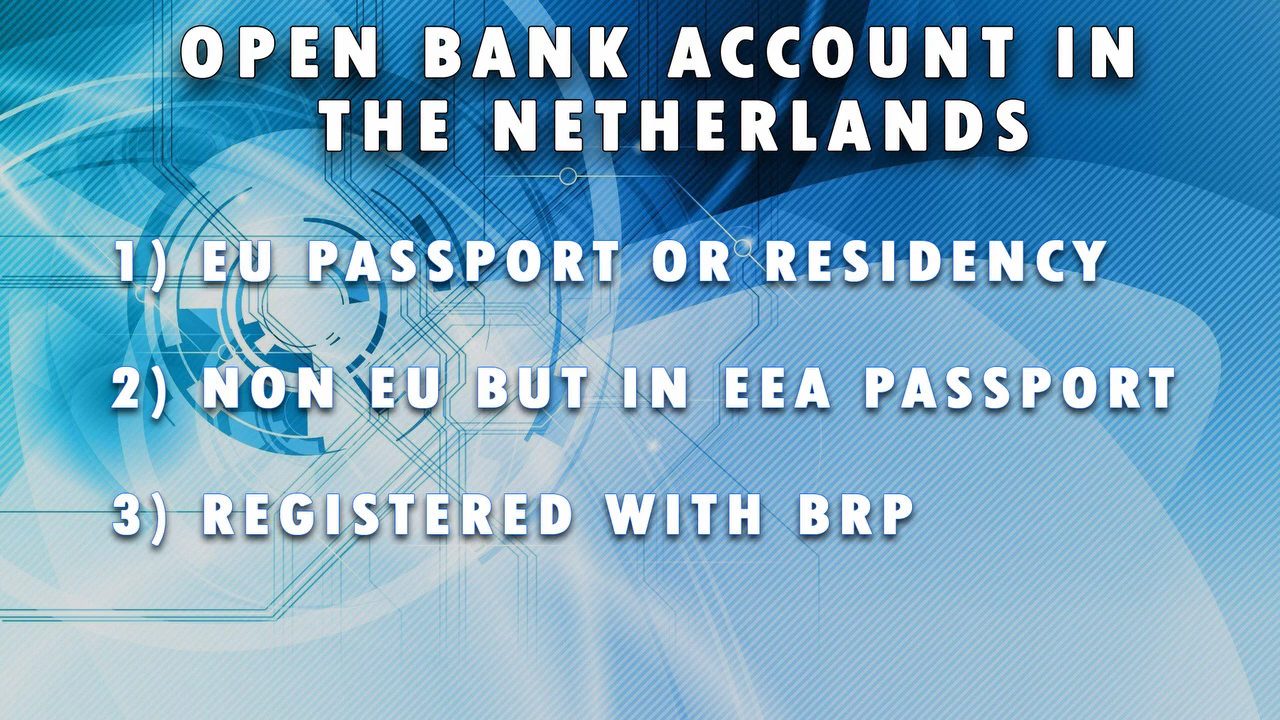 OPEN BANK ACCOUNT IN
THE NETHERLANDS
1) EU PASSPORT OR RESIDENCY
2) NON EU BUT IN EEA PASSPORT
3) REGISTERED WITH BRP